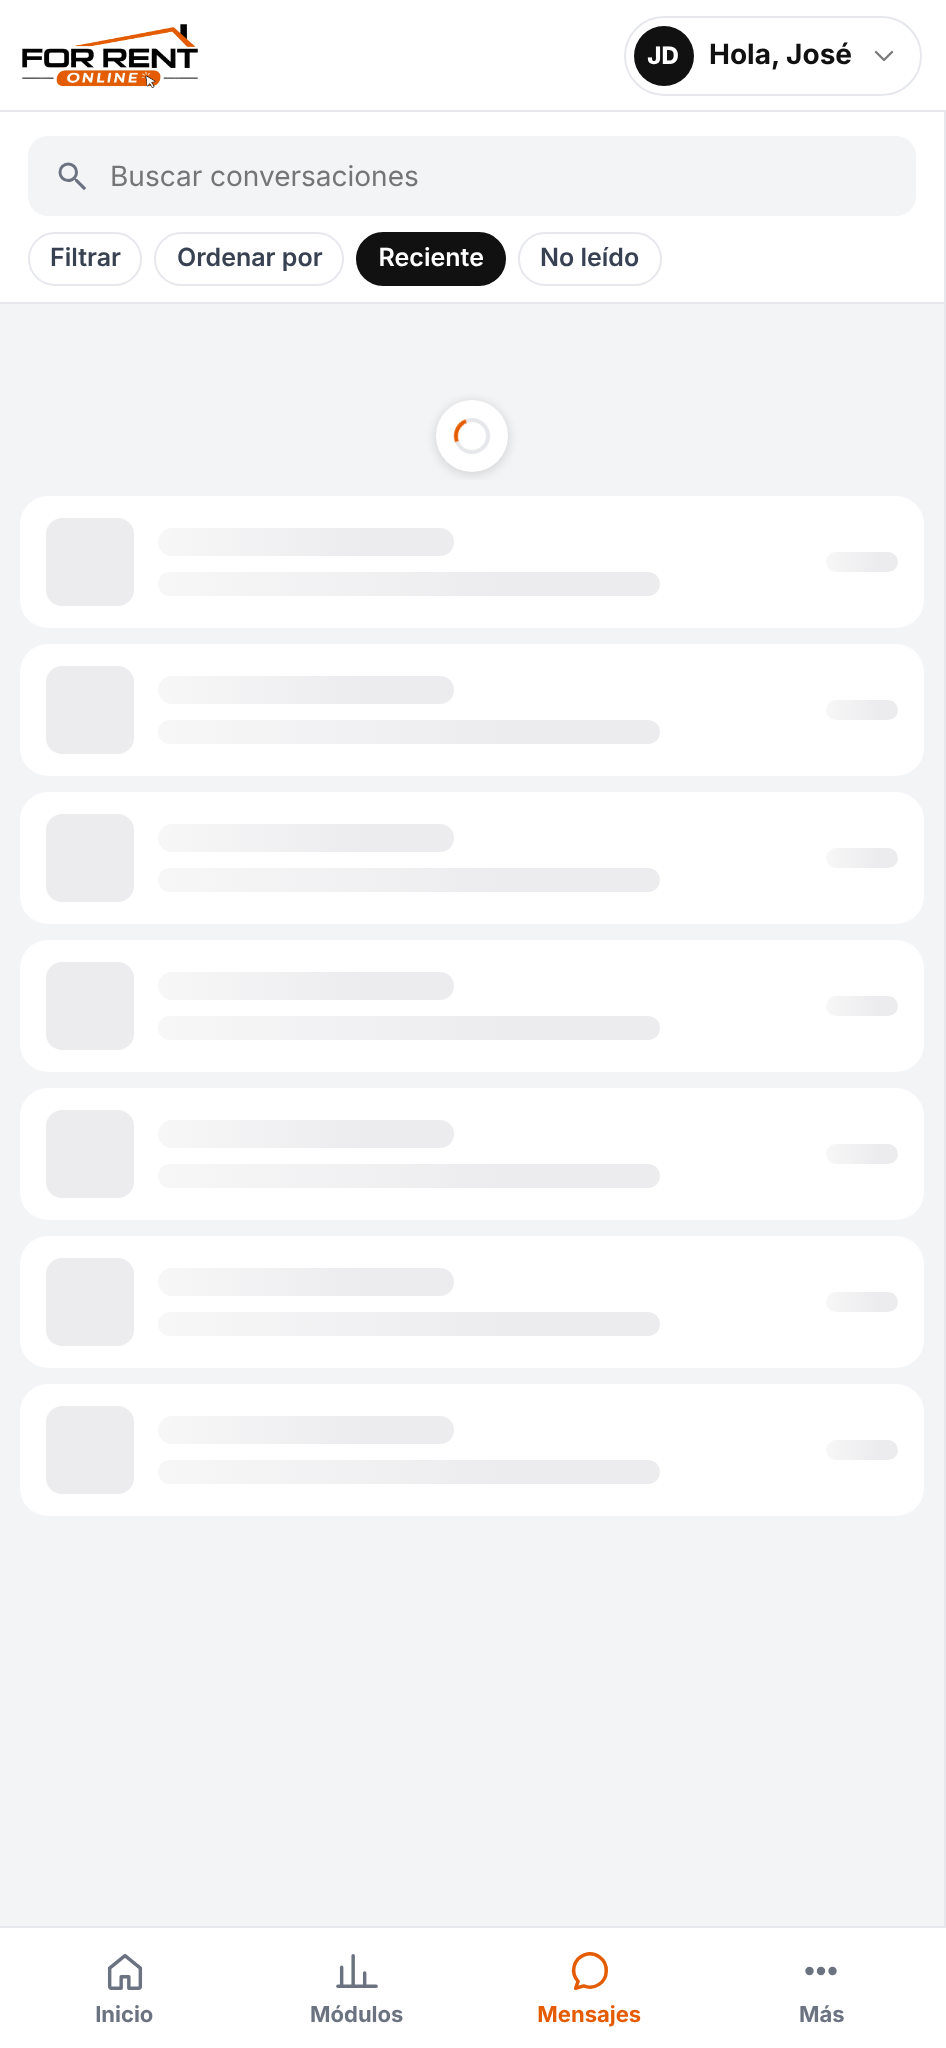 FOR RENT
ONLINE
JD
Hola, José
Buscar conversaciones
Filtrar
Ordenar por
Reciente
No leído
Inicio
Módulos
Mensajes
Más